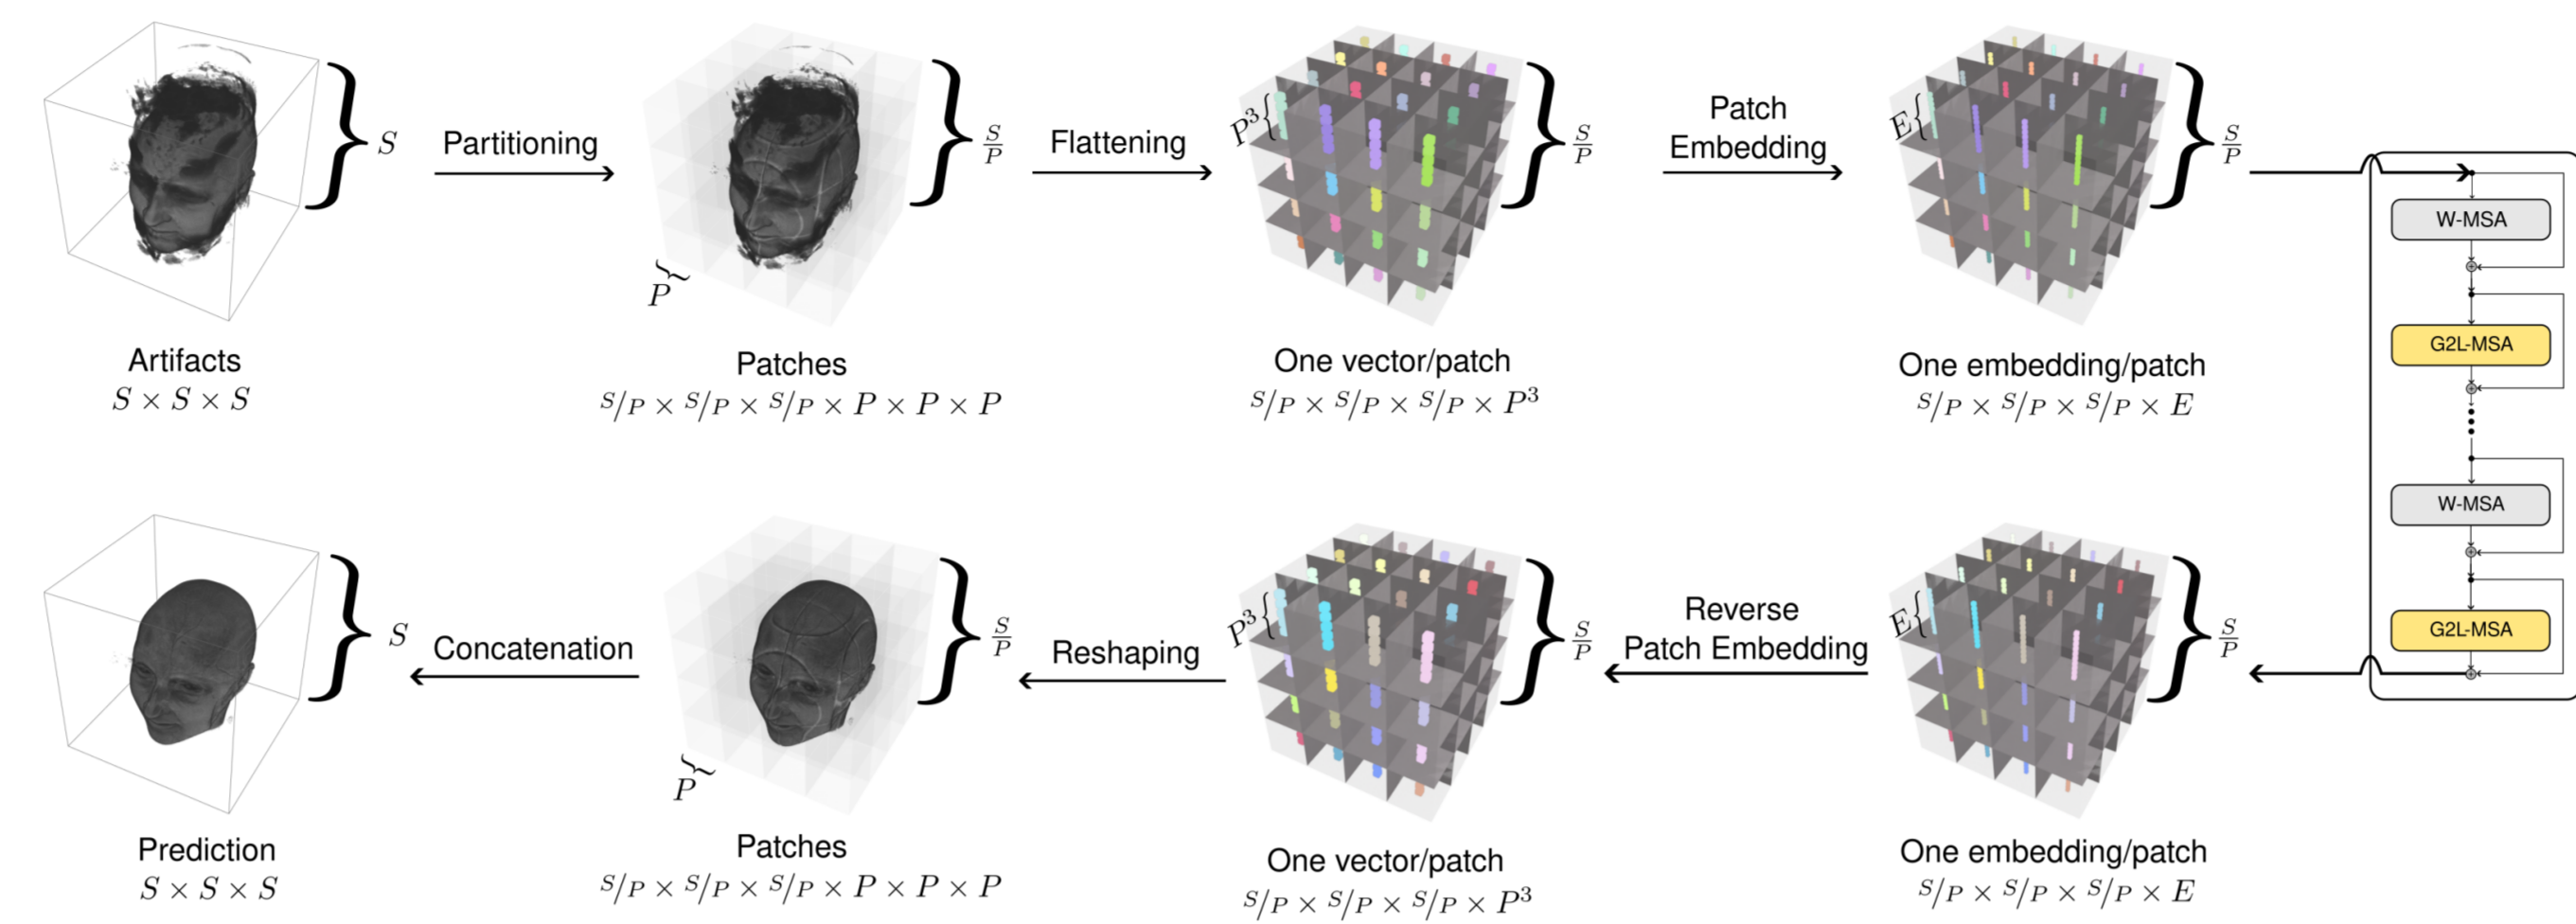 S
Partitioning
P
S/P
Flattening
P³
S/P
Patch
Embedding
E
S/P
Artifacts
S × S × S
Patches
S/P × S/P × S/P × P × P × P
One vector/patch
S/P × S/P × S/P × P³
One embedding/patch
S/P × S/P × S/P × E
W-MSA
G2L-MSA
W-MSA
G2L-MSA
S
Concatenation
P
S/P
Reshaping
P³
S/P
Reverse
Patch Embedding
E
S/P
Prediction
S × S × S
Patches
S/P × S/P × S/P × P × P × P
One vector/patch
S/P × S/P × S/P × P³
One embedding/patch
S/P × S/P × S/P × E